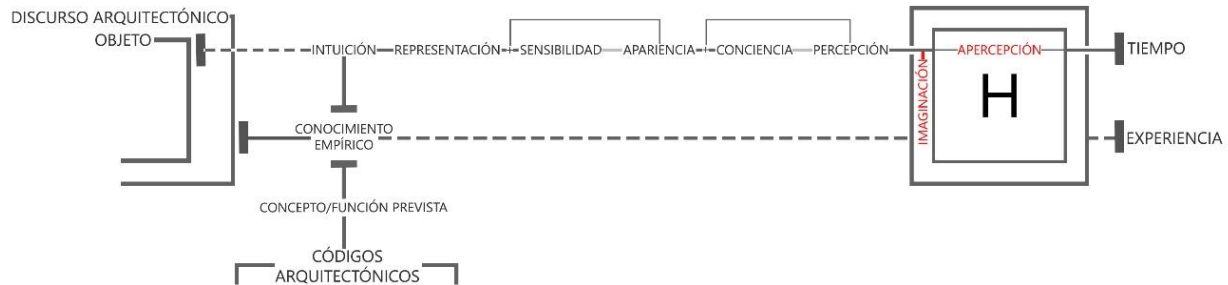 DISCURSO ARQUITECTÓNICO
OBJETO
INTUICIÓN
REPRESENTACIÓN
SENSIBILIDAD
APARIENCIA
CONCIENCIA
PERCEPCIÓN
IMAGINACIÓN
APERCEPCIÓN
H
TIEMPO
EXPERIENCIA
CONOCIMIENTO
EMPÍRICO
CONCEPTO/FUNCIÓN PREVISTA
CÓDIGOS
ARQUITECTÓNICOS